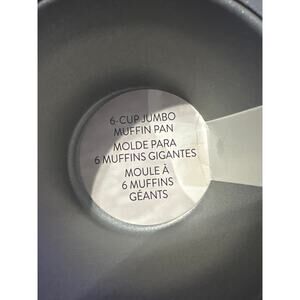 6-CUP JUMBO
MUFFIN PAN
MOLDE PARA
6 MUFFINS GIGANTES
MOULE À
6 MUFFINS
GÉANTS